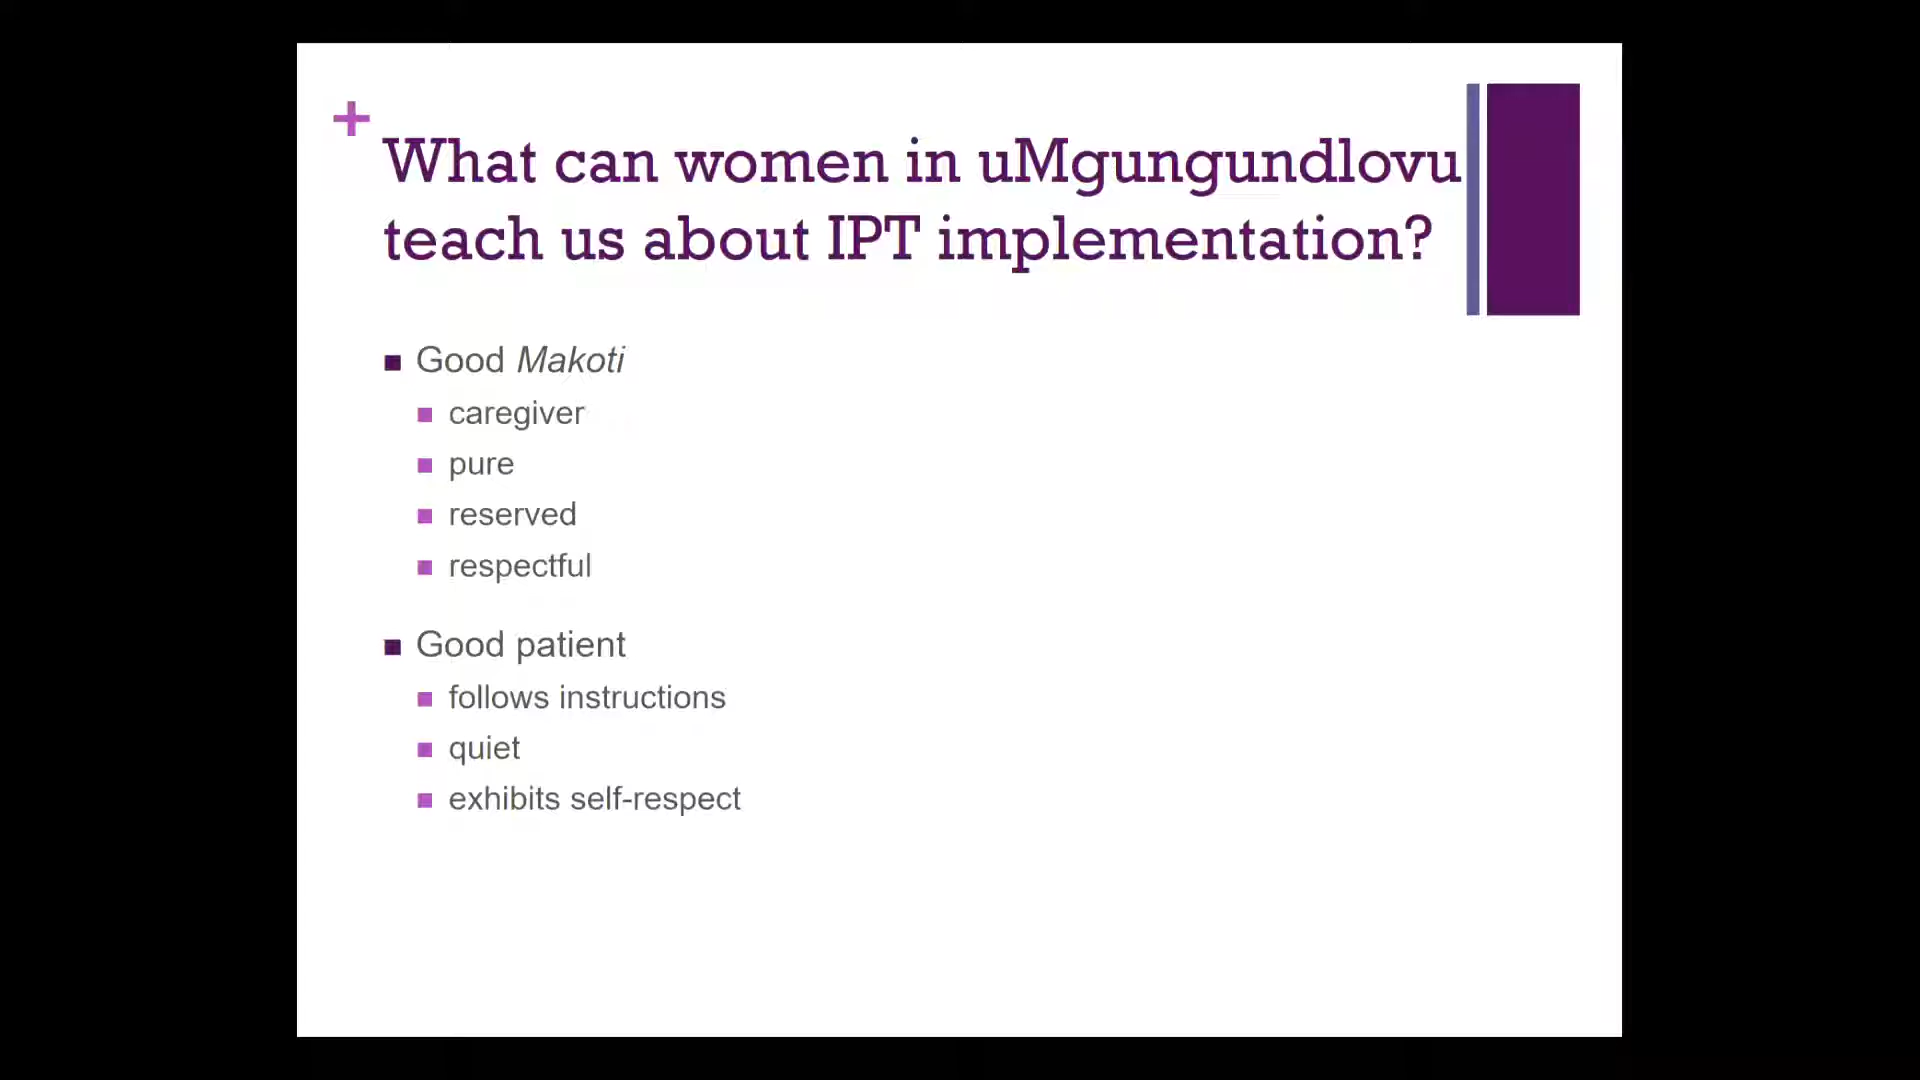 What can women in uMgungundlovu
teach us about IPT implementation?
Good Makoti
caregiver
pure
reserved
respectful
Good patient
follows instructions
quiet
exhibits self-respect